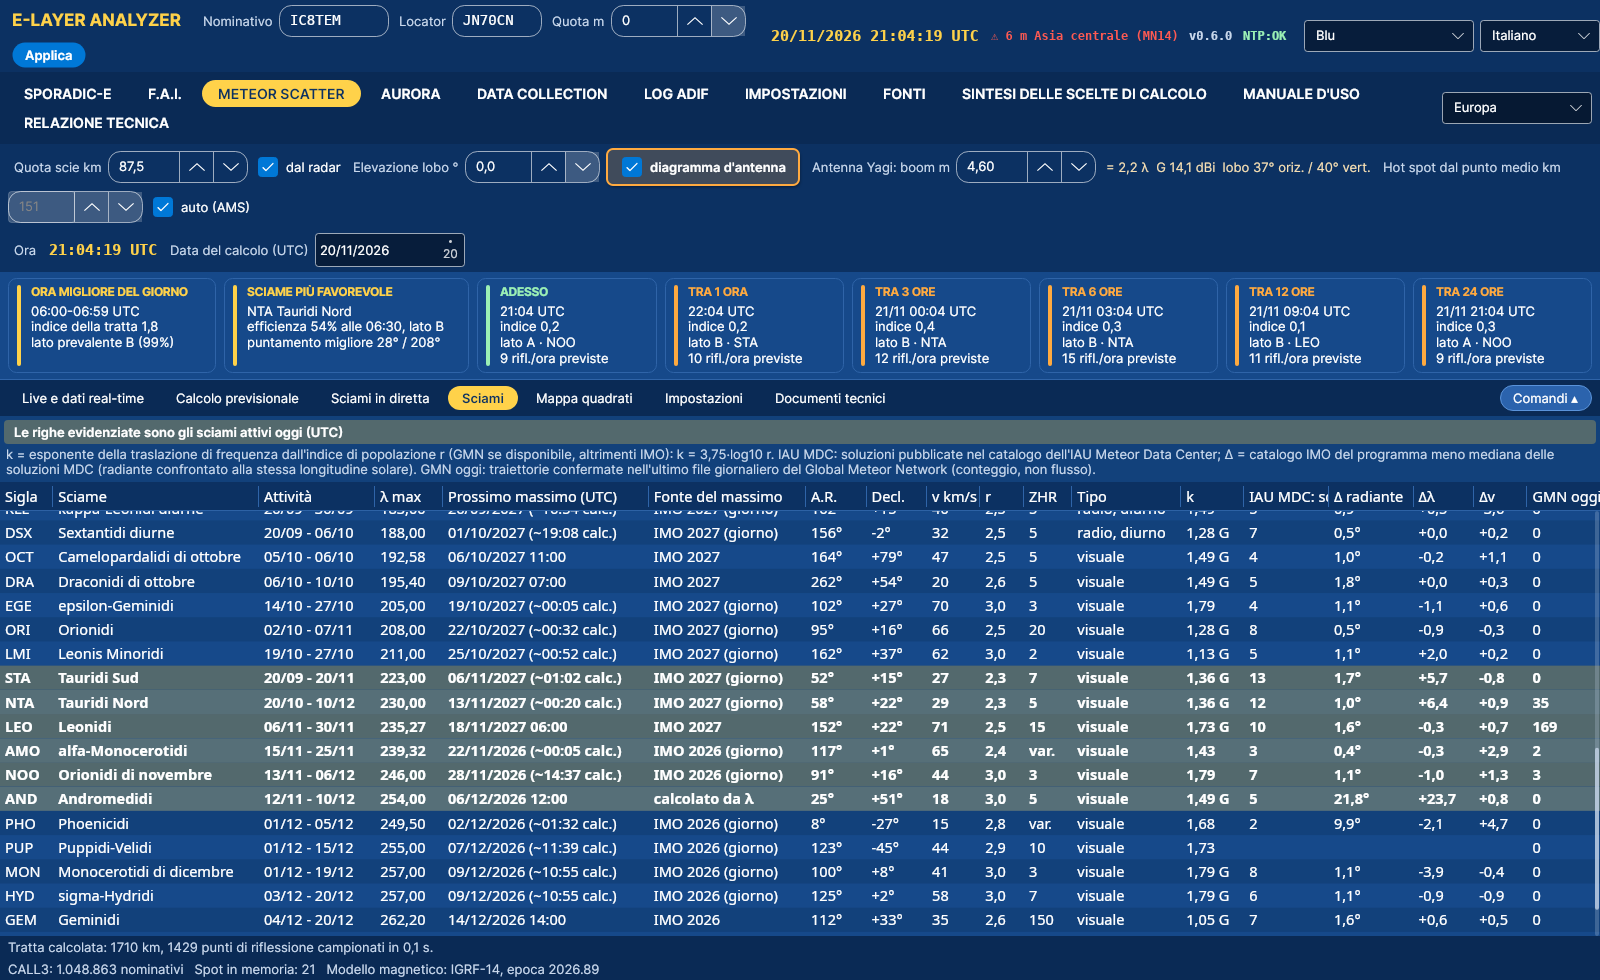 E-LAYER ANALYZER Nominativo IC8TEM Locator JN70CN Quota m 0
20/11/2026 21:04:19 UTC ⚠ 6 m Asia centrale (MN14) v0.6.0 NTP:OK Blu Italiano
Applica
SPORADIC-E F.A.I. METEOR SCATTER AURORA DATA COLLECTION LOG ADIF IMPOSTAZIONI FONTI SINTESI DELLE SCELTE DI CALCOLO MANUALE D'USO
RELAZIONE TECNICA
Europa
Quota scie km 87,5 dal radar Elevazione lobo ° 0,0 diagramma d'antenna Antenna Yagi: boom m 4,60 = 2,2 λ G 14,1 dBi lobo 37° oriz. / 40° vert. Hot spot dal punto medio km
151 auto (AMS)
Ora 21:04:19 UTC Data del calcolo (UTC) 20/11/2026 20
ORA MIGLIORE DEL GIORNO
06:00-06:59 UTC
indice della tratta 1,8
lato prevalente B (99%)
SCIAME PIÙ FAVOREVOLE
NTA Tauridi Nord
efficienza 54% alle 06:30, lato B
puntamento migliore 28° / 208°
ADESSO
21:04 UTC
indice 0,2
lato A · NOO
9 rifl./ora previste
TRA 1 ORA
22:04 UTC
indice 0,2
lato B · STA
10 rifl./ora previste
TRA 3 ORE
21/11 00:04 UTC
indice 0,4
lato B · NTA
12 rifl./ora previste
TRA 6 ORE
21/11 03:04 UTC
indice 0,3
lato B · NTA
15 rifl./ora previste
TRA 12 ORE
21/11 09:04 UTC
indice 0,1
lato B · LEO
11 rifl./ora previste
TRA 24 ORE
21/11 21:04 UTC
indice 0,3
lato A · NOO
9 rifl./ora previste
Live e dati real-time Calcolo previsionale Sciami in diretta Sciami Mappa quadrati Impostazioni Documenti tecnici Comandi ▴
Le righe evidenziate sono gli sciami attivi oggi (UTC)
k = esponente della traslazione di frequenza dall'indice di popolazione r (GMN se disponibile, altrimenti IMO): k = 3,75·log10 r. IAU MDC: soluzioni pubblicate nel catalogo dell'IAU Meteor Data Center; Δ = catalogo IMO del programma meno mediana delle
soluzioni MDC (radiante confrontato alla stessa longitudine solare). GMN oggi: traiettorie confermate nell'ultimo file giornaliero del Global Meteor Network (conteggio, non flusso).
Sigla Sciame Attività λ max Prossimo massimo (UTC) Fonte del massimo A.R. Decl. v km/s r ZHR Tipo k IAU MDC: so Δ radiante Δλ Δv GMN oggi
DSX Sextantidi diurne 20/09 - 06/10 188,00 01/10/2027 (~19:08 calc.) IMO 2027 (giorno) 156° -2° 32 2,5 5 radio, diurno 1,28 G 7 0,5° +0,0 +0,2 0
OCT Camelopardalidi di ottobre 05/10 - 06/10 192,58 06/10/2027 11:00 IMO 2027 164° +79° 47 2,5 5 visuale 1,49 G 4 1,0° -0,2 +1,1 0
DRA Draconidi di ottobre 06/10 - 10/10 195,40 09/10/2027 07:00 IMO 2027 262° +54° 20 2,6 5 visuale 1,49 G 5 1,8° +0,0 +0,3 0
EGE epsilon-Geminidi 14/10 - 27/10 205,00 19/10/2027 (~00:05 calc.) IMO 2027 (giorno) 102° +27° 70 3,0 3 visuale 1,79 4 1,1° -1,1 +0,6 0
ORI Orionidi 02/10 - 07/11 208,00 22/10/2027 (~00:32 calc.) IMO 2027 (giorno) 95° +16° 66 2,5 20 visuale 1,28 G 8 0,5° -0,9 -0,3 0
LMI Leonis Minoridi 19/10 - 27/10 211,00 25/10/2027 (~00:52 calc.) IMO 2027 (giorno) 162° +37° 62 3,0 2 visuale 1,13 G 5 1,1° +2,0 +0,2 0
STA Tauridi Sud 20/09 - 20/11 223,00 06/11/2027 (~01:02 calc.) IMO 2027 (giorno) 52° +15° 27 2,3 7 visuale 1,36 G 13 1,7° +5,7 -0,8 0
NTA Tauridi Nord 20/10 - 10/12 230,00 13/11/2027 (~00:20 calc.) IMO 2027 (giorno) 58° +22° 29 2,3 5 visuale 1,36 G 12 1,0° +6,4 +0,9 35
LEO Leonidi 06/11 - 30/11 235,27 18/11/2027 06:00 IMO 2027 152° +22° 71 2,5 15 visuale 1,73 G 10 1,6° -0,3 +0,7 169
AMO alfa-Monocerotidi 15/11 - 25/11 239,32 22/11/2026 (~00:05 calc.) IMO 2026 (giorno) 117° +1° 65 2,4 var. visuale 1,43 3 0,4° -0,3 +2,9 2
NOO Orionidi di novembre 13/11 - 06/12 246,00 28/11/2026 (~14:37 calc.) IMO 2026 (giorno) 91° +16° 44 3,0 3 visuale 1,79 7 1,1° -1,0 +1,3 3
AND Andromedidi 12/11 - 10/12 254,00 06/12/2026 12:00 calcolato da λ 25° +51° 18 3,0 5 visuale 1,49 G 5 21,8° +23,7 +0,8 0
PHO Phoenicidi 01/12 - 05/12 249,50 02/12/2026 (~01:32 calc.) IMO 2026 (giorno) 8° -27° 15 2,8 var. visuale 1,68 2 9,9° -2,1 +4,7 0
PUP Puppidi-Velidi 01/12 - 15/12 255,00 07/12/2026 (~11:39 calc.) IMO 2026 (giorno) 123° -45° 44 2,9 10 visuale 1,73 0
MON Monocerotidi di dicembre 01/12 - 19/12 257,00 09/12/2026 (~10:55 calc.) IMO 2026 (giorno) 100° +8° 41 3,0 3 visuale 1,79 G 8 1,1° -3,9 -0,4 0
HYD sigma-Hydridi 03/12 - 20/12 257,00 09/12/2026 (~10:55 calc.) IMO 2026 (giorno) 125° +2° 58 3,0 7 visuale 1,79 G 6 1,1° -0,9 -0,9 0
GEM Geminidi 04/12 - 20/12 262,20 14/12/2026 14:00 IMO 2026 112° +33° 35 2,6 150 visuale 1,05 G 7 1,6° +0,6 +0,5 0
Tratta calcolata: 1710 km, 1429 punti di riflessione campionati in 0,1 s.
CALL3: 1.048.863 nominativi Spot in memoria: 21 Modello magnetico: IGRF-14, epoca 2026.89